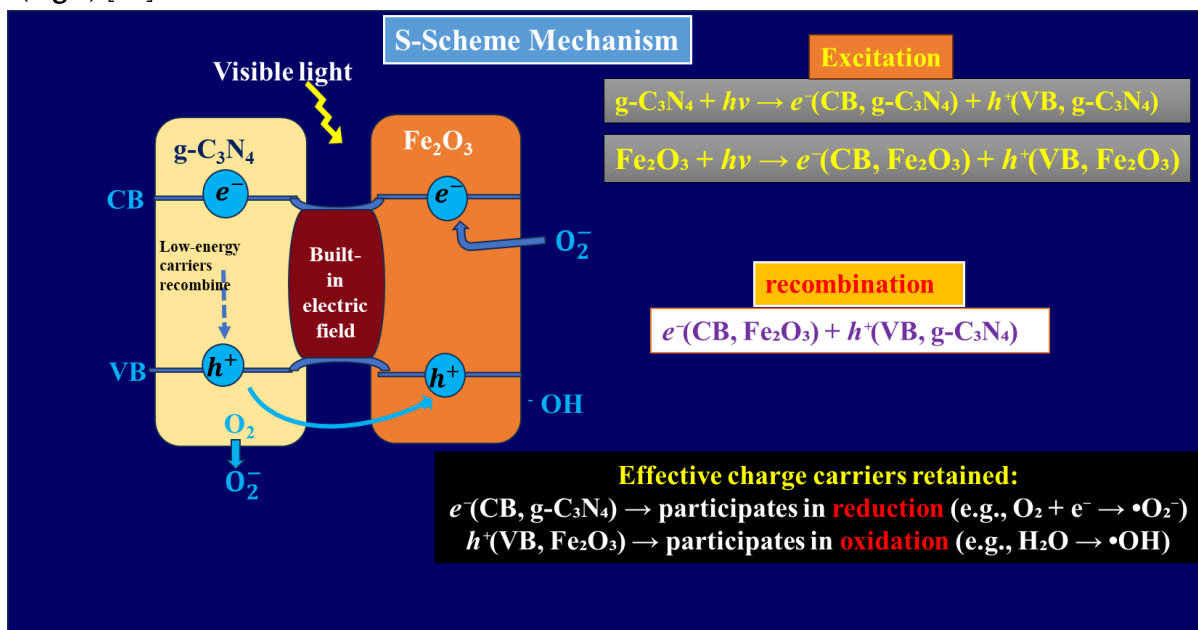 S-Scheme Mechanism
Visible light
Excitation
g-C₃N₄ + hν → e⁻(CB, g-C₃N₄) + h⁺(VB, g-C₃N₄)
Fe₂O₃ + hν → e⁻(CB, Fe₂O₃) + h⁺(VB, Fe₂O₃)
g-C₃N₄
Fe₂O₃
CB
e⁻
e⁻
O₂⁻
Low-energy
carriers
recombine
Built-
in
electric
field
recombination
e⁻(CB, Fe₂O₃) + h⁺(VB, g-C₃N₄)
VB
h⁺
h⁺
· OH
O₂
O₂⁻
Effective charge carriers retained:
e⁻(CB, g-C₃N₄) → participates in reduction (e.g., O₂ + e⁻ → •O₂⁻)
h⁺(VB, Fe₂O₃) → participates in oxidation (e.g., H₂O → •OH)